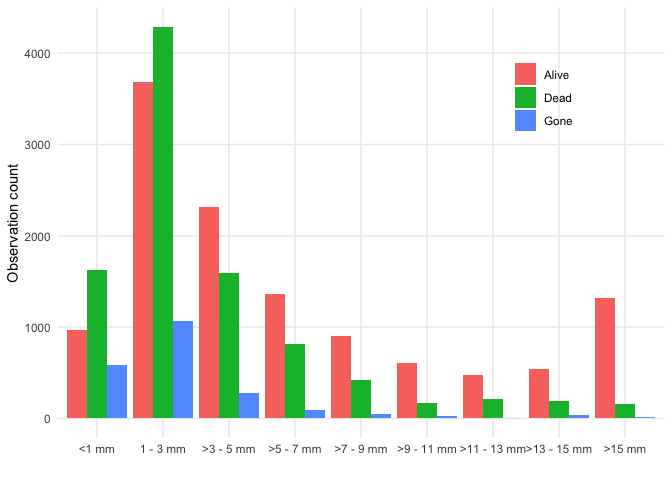 4000
3000
2000
1000
0
Observation count
Alive
Dead
Gone
<1 mm 1 - 3 mm >3 - 5 mm >5 - 7 mm >7 - 9 mm >9 - 11 mm >11 - 13 mm >13 - 15 mm >15 mm